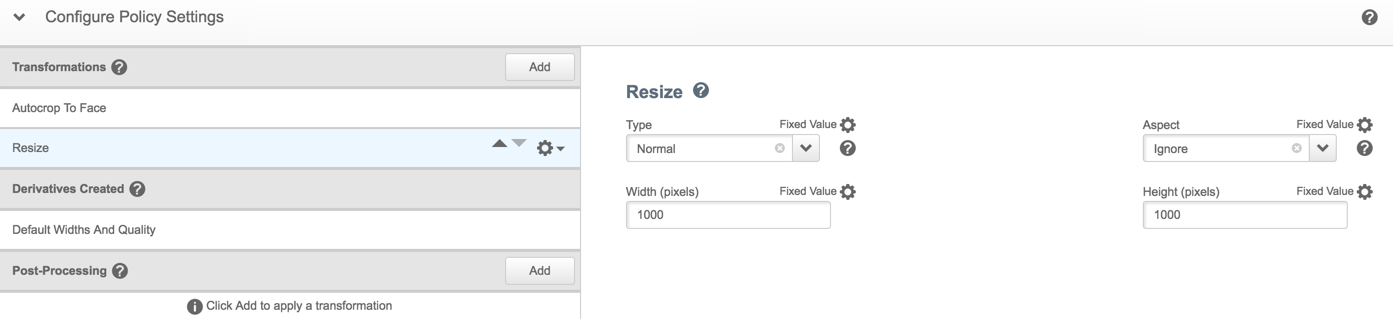 Configure Policy Settings
Transformations
Add
Autocrop To Face
Resize
Derivatives Created
Default Widths And Quality
Post-Processing
Add
Click Add to apply a transformation
Resize
Type Fixed Value
Normal
Aspect Fixed Value
Ignore
Width (pixels) Fixed Value
1000
Height (pixels) Fixed Value
1000